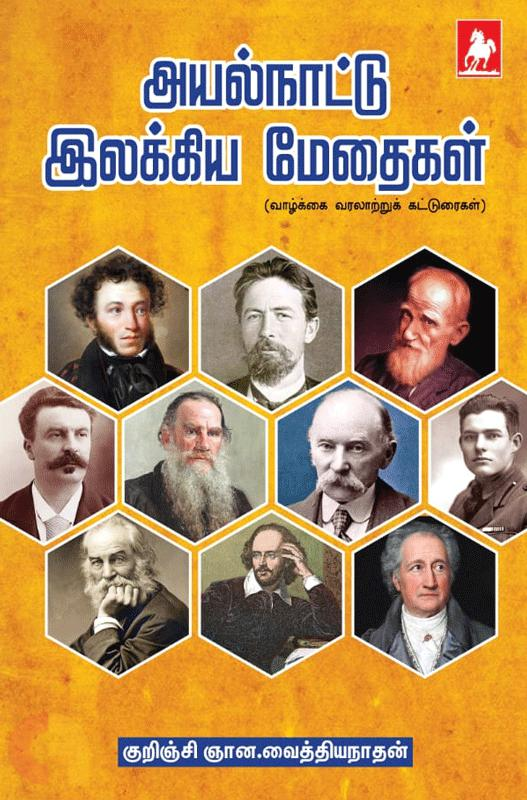 அயல்நாட்டு
இலக்கிய மேதைகள்
(வாழ்க்கை வரலாற்றுக் கட்டுரைகள்)
குறிஞ்சி ஞான.வைத்தியநாதன்